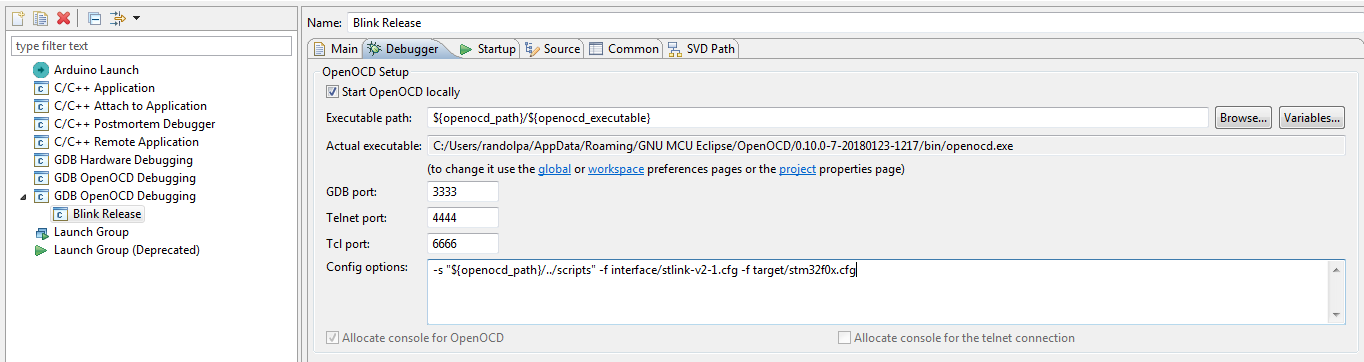 type filter text
Arduino Launch
C/C++ Application
C/C++ Attach to Application
C/C++ Postmortem Debugger
C/C++ Remote Application
GDB Hardware Debugging
GDB OpenOCD Debugging
GDB OpenOCD Debugging
Blink Release
Launch Group
Launch Group (Deprecated)
Name: Blink Release
Main Debugger Startup Source Common SVD Path
OpenOCD Setup
Start OpenOCD locally
Executable path: ${openocd_path}/${openocd_executable} Browse... Variables...
Actual executable: C:/Users/randolpa/AppData/Roaming/GNU MCU Eclipse/OpenOCD/0.10.0-7-20180123-1217/bin/openocd.exe
(to change it use the global or workspace preferences pages or the project properties page)
GDB port: 3333
Telnet port: 4444
Tcl port: 6666
Config options: -s "${openocd_path}/../scripts" -f interface/stlink-v2-1.cfg -f target/stm32f0x.cfg
Allocate console for OpenOCD Allocate console for the telnet connection